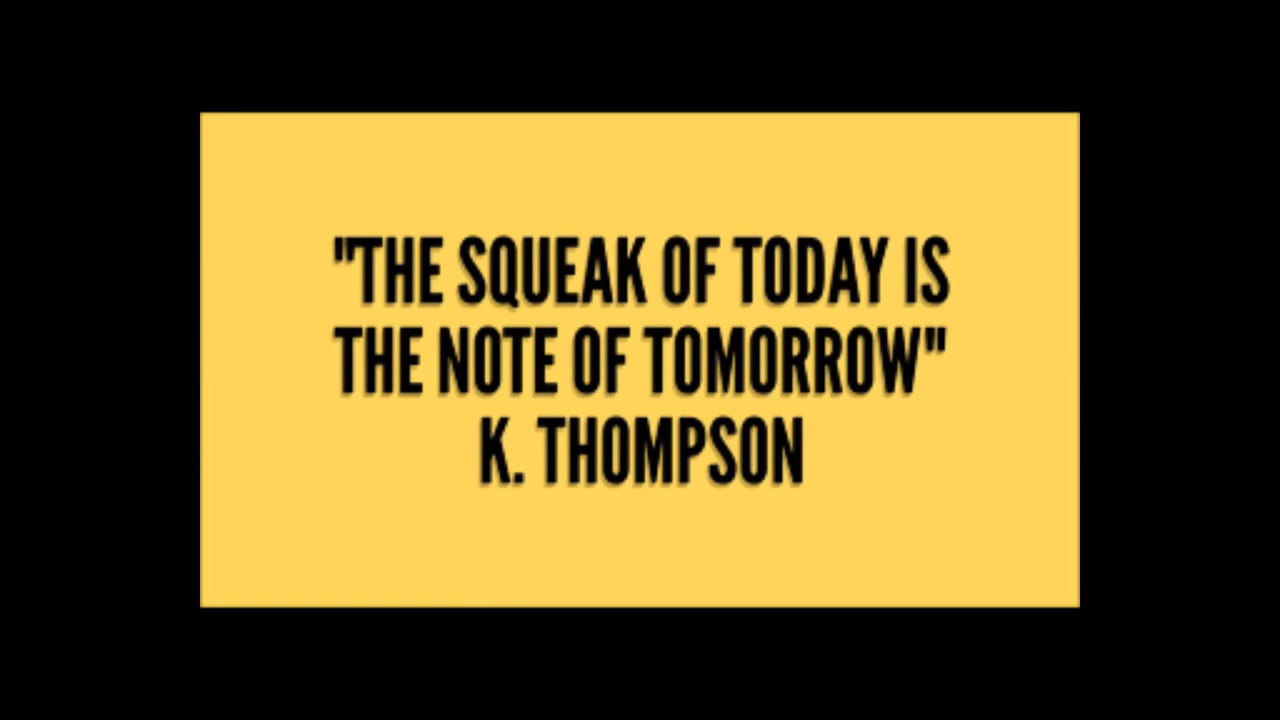 "THE SQUEAK OF TODAY IS
THE NOTE OF TOMORROW"
K. THOMPSON